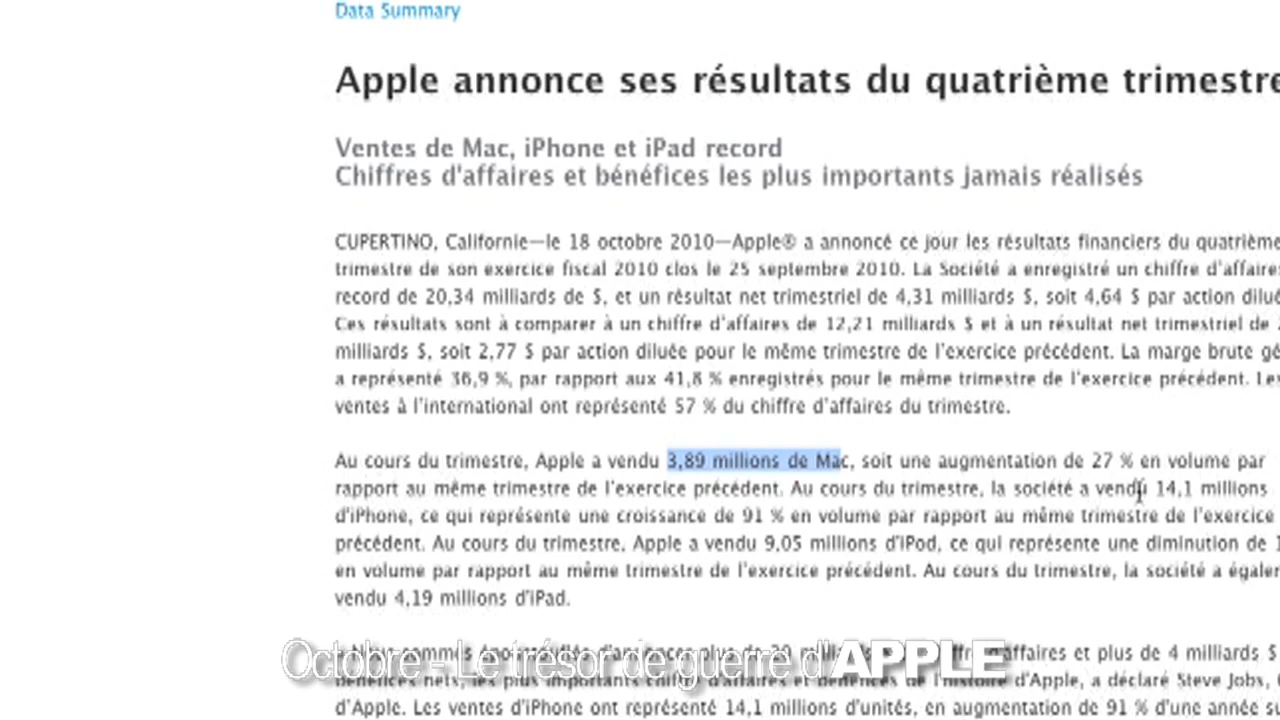 Data Summary
Apple annonce ses résultats du quatrième trimestre
Ventes de Mac, iPhone et iPad record
Chiffres d'affaires et bénéfices les plus importants jamais réalisés
CUPERTINO, Californie—le 18 octobre 2010—Apple® a annoncé ce jour les résultats financiers du quatrième
trimestre de son exercice fiscal 2010 clos le 25 septembre 2010. La Société a enregistré un chiffre d'affaires
record de 20,34 milliards de $, et un résultat net trimestriel de 4,31 milliards $, soit 4,64 $ par action dilué
Ces résultats sont à comparer à un chiffre d'affaires de 12,21 milliards $ et à un résultat net trimestriel de
milliards $, soit 2,77 $ par action diluée pour le même trimestre de l'exercice précédent. La marge brute
a représenté 36,9 %, par rapport aux 41,8 % enregistrés pour le même trimestre de l'exercice précédent. Les
ventes à l'international ont représenté 57 % du chiffre d'affaires du trimestre.
Au cours du trimestre, Apple a vendu 3,89 millions de Mac, soit une augmentation de 27 % en volume par
rapport au même trimestre de l'exercice précédent. Au cours du trimestre, la société a vendu 14,1 millions
d'iPhone, ce qui représente une croissance de 91 % en volume par rapport au même trimestre de l'exercice
précédent. Au cours du trimestre, Apple a vendu 9,05 millions d'iPod, ce qui représente une diminution de
en volume par rapport au même trimestre de l'exercice précédent. Au cours du trimestre, la société a
vendu 4,19 millions d'iPad.
Octobre - Le trésor de guerre d'APPLE
affaires et plus de 4 milliards $
bénéfices nets, les plus importants chiffre d'affaires et bénéfices de l'histoire d'Apple, a déclaré Steve Jobs,
d'Apple. Les ventes d'iPhone ont représenté 14,1 millions d'unités, en augmentation de 91 % d'une année